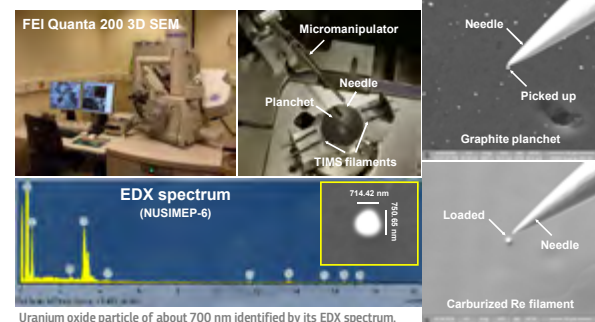 FEI Quanta 200 3D SEM
Micromanipulator
Needle
Planchet
TIMS filaments
Needle
Picked up
Graphite planchet
EDX spectrum
(NUSIMEP-6)
714.42 nm
750.65 nm
Loaded
Needle
Carburized Re filament
Uranium oxide particle of about 700 nm identified by its EDX spectrum.